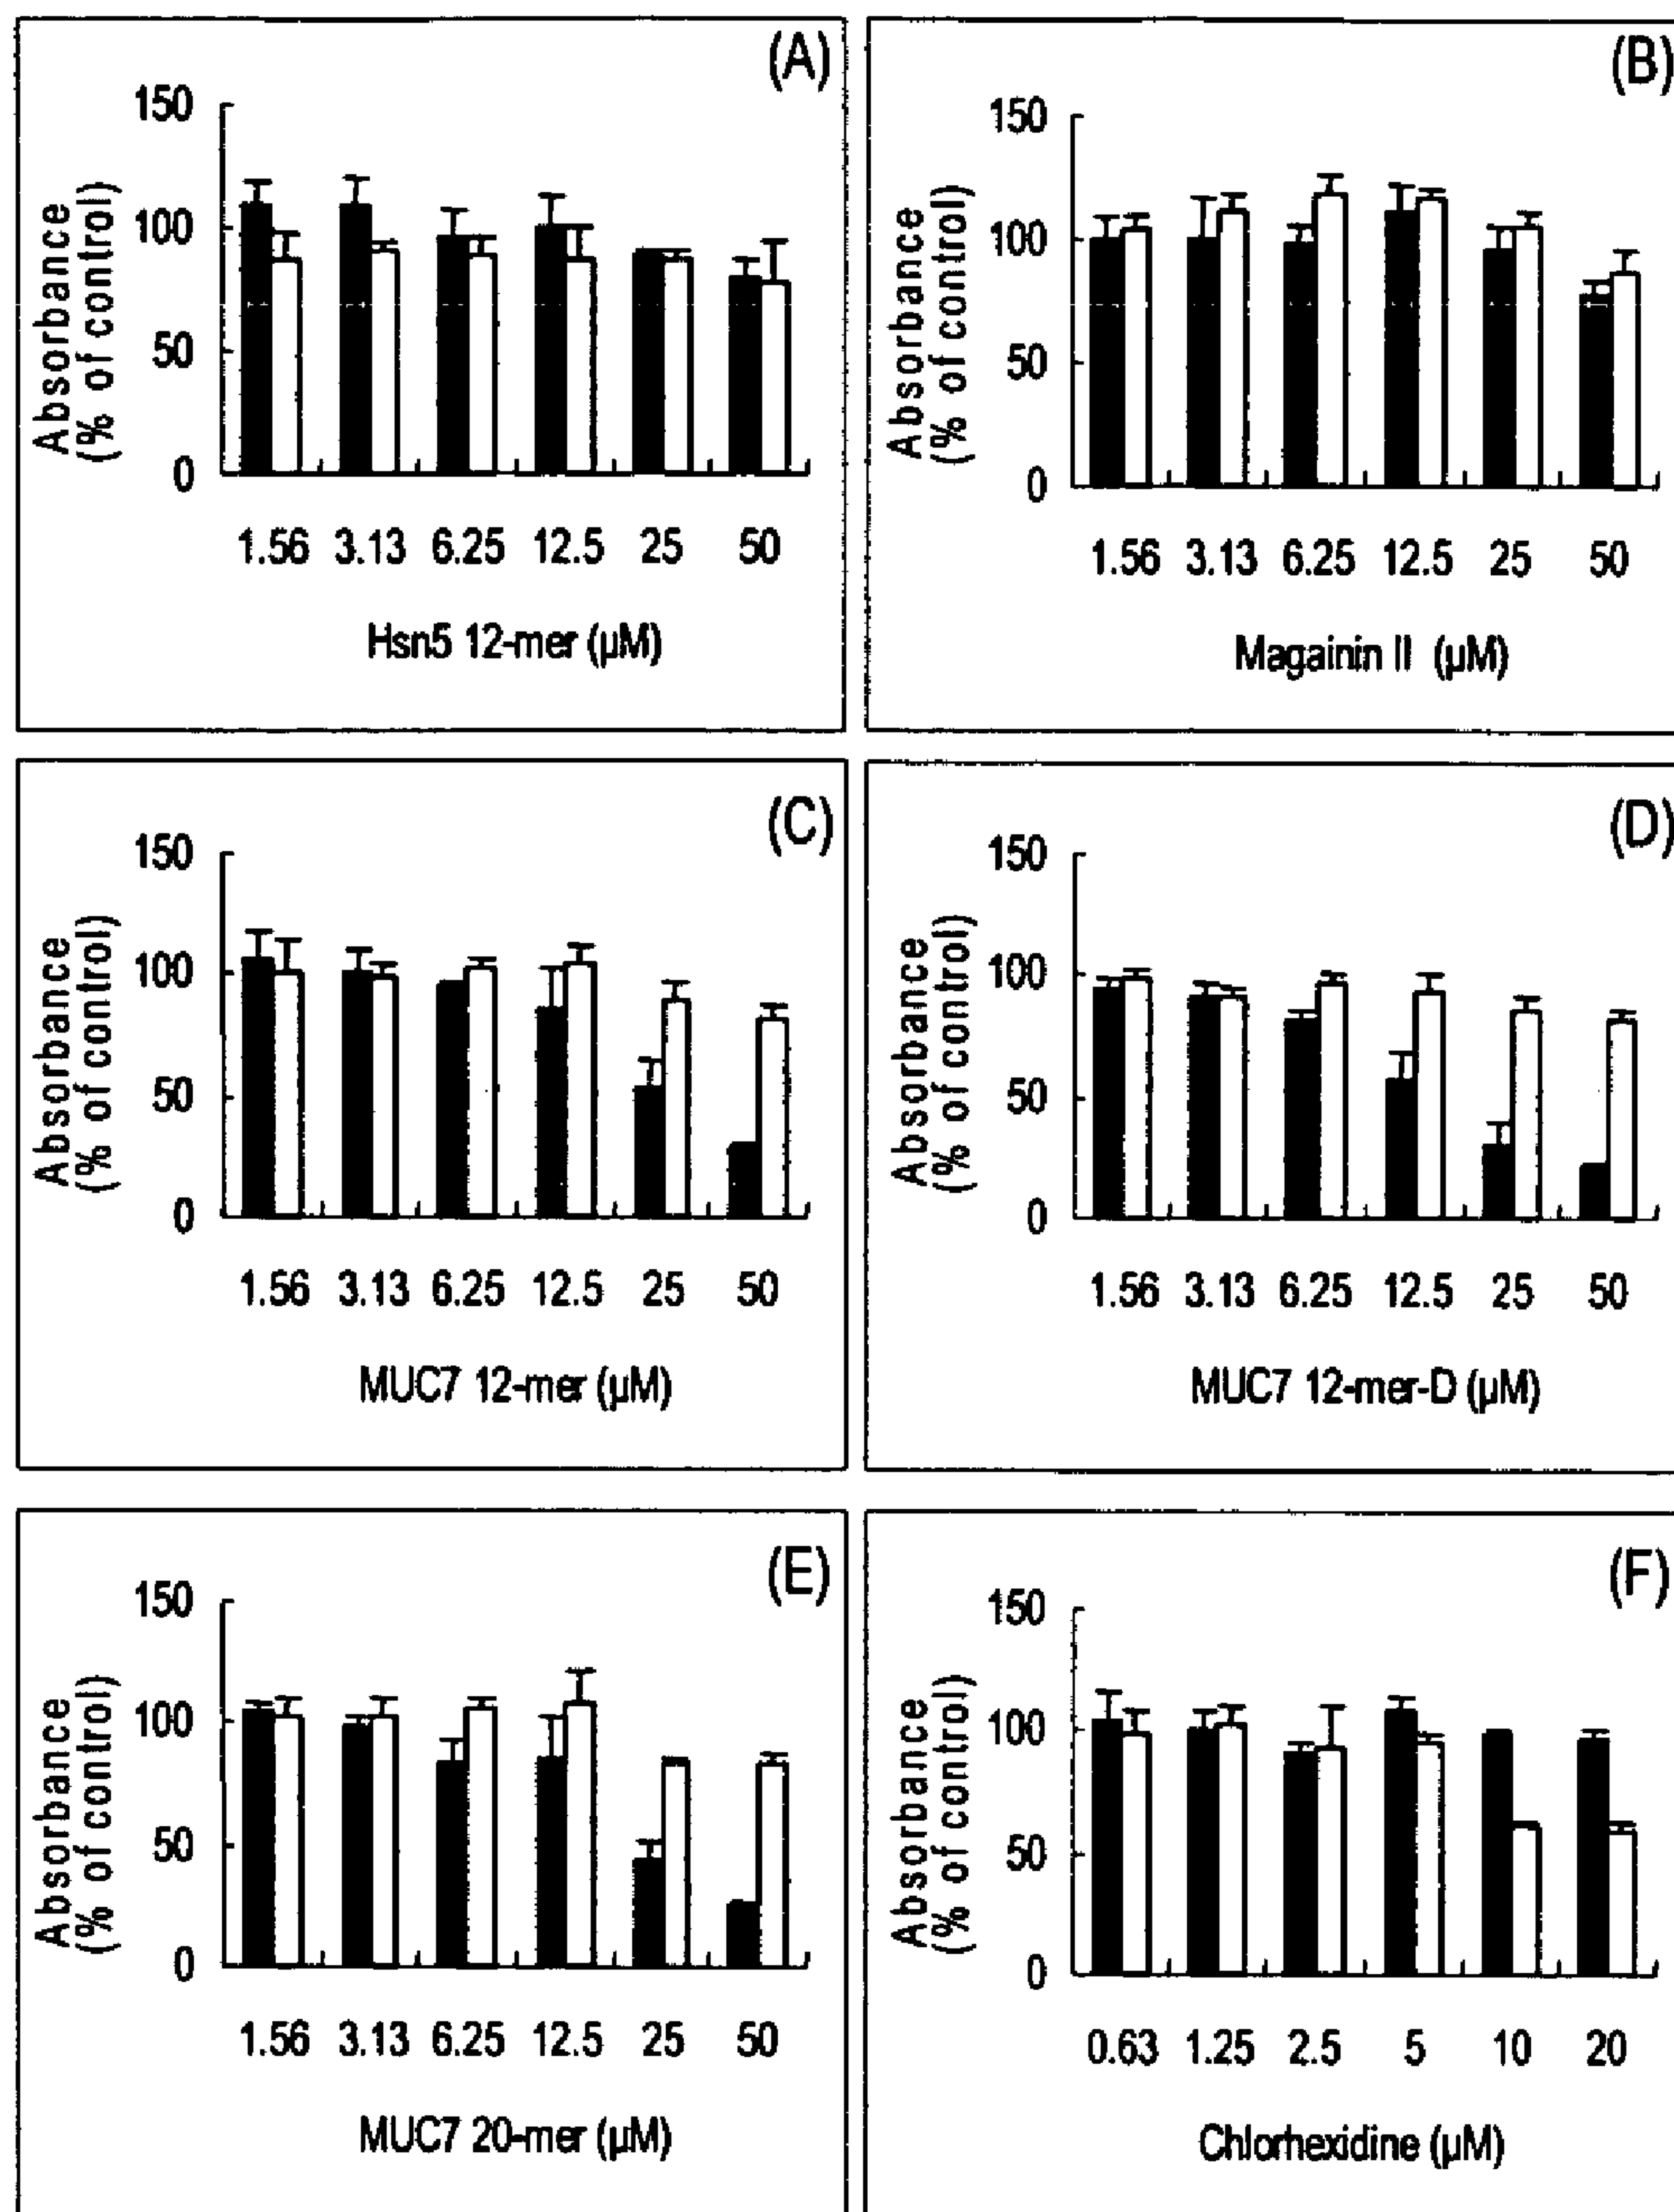 (A)
150
100
50
0
Absorbance
(% of control)
1.56 3.13 6.25 12.5 25 50
Hsn5 12-mer (µM)
(B)
150
100
50
0
Absorbance
(% of control)
1.56 3.13 6.25 12.5 25 50
Magainin II (µM)
(C)
150
100
50
0
Absorbance
(% of control)
1.56 3.13 6.25 12.5 25 50
MUC7 12-mer (µM)
(D)
150
100
50
0
Absorbance
(% of control)
1.56 3.13 6.25 12.5 25 50
MUC7 12-mer-D (µM)
(E)
150
100
50
0
Absorbance
(% of control)
1.56 3.13 6.25 12.5 25 50
MUC7 20-mer (µM)
(F)
150
100
50
0
Absorbance
(% of control)
0.63 1.25 2.5 5 10 20
Chlorhexidine (µM)